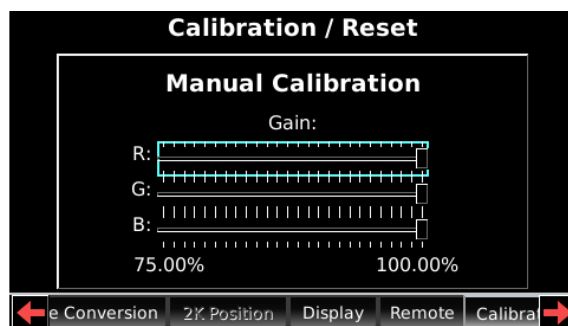 Calibration / Reset
Manual Calibration
Gain:
R:
G:
B:
75.00% 100.00%
e Conversion 2K Position Display Remote Calibra